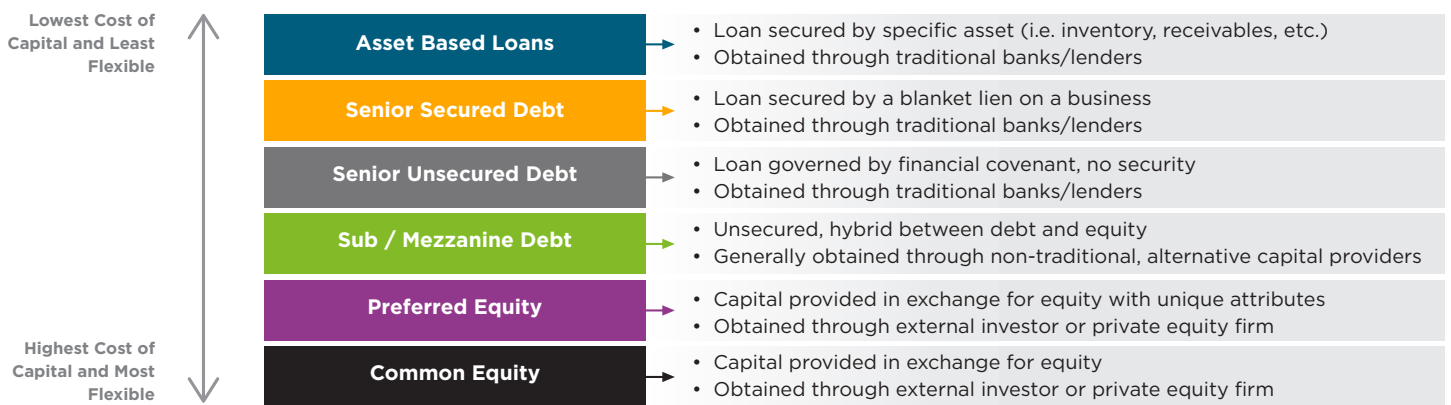 Lowest Cost of
Capital and Least
Flexible
Asset Based Loans
• Loan secured by specific asset (i.e. inventory, receivables, etc.)
• Obtained through traditional banks/lenders
Senior Secured Debt
• Loan secured by a blanket lien on a business
• Obtained through traditional banks/lenders
Senior Unsecured Debt
• Loan governed by financial covenant, no security
• Obtained through traditional banks/lenders
Sub / Mezzanine Debt
• Unsecured, hybrid between debt and equity
• Generally obtained through non-traditional, alternative capital providers
Preferred Equity
• Capital provided in exchange for equity with unique attributes
• Obtained through external investor or private equity firm
Highest Cost of
Capital and Most
Flexible
Common Equity
• Capital provided in exchange for equity
• Obtained through external investor or private equity firm